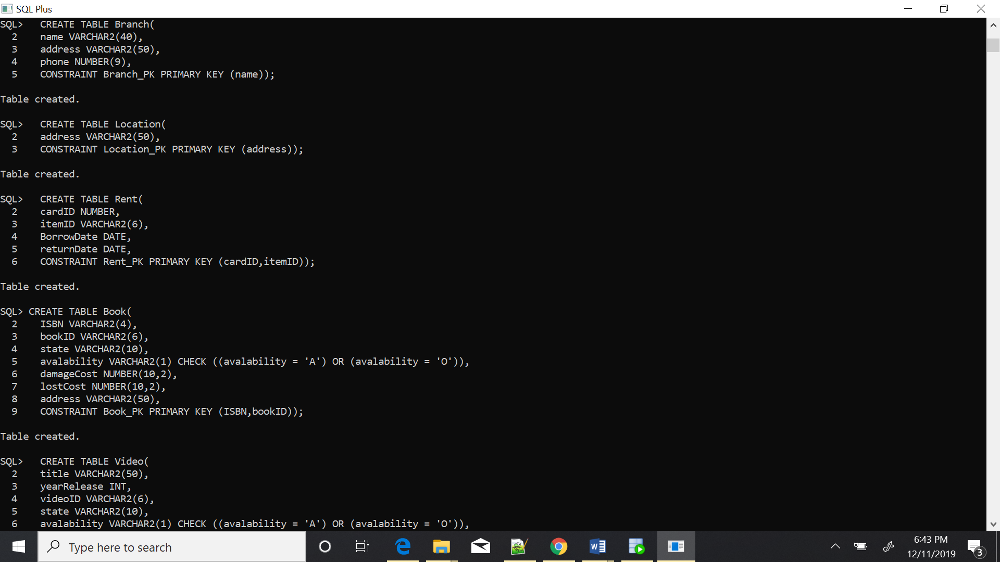 SQL Plus
SQL>   CREATE TABLE Branch(
  2    name VARCHAR2(40),
  3    address VARCHAR2(50),
  4    phone NUMBER(9),
  5    CONSTRAINT Branch_PK PRIMARY KEY (name));
Table created.
SQL>   CREATE TABLE Location(
  2    address VARCHAR2(50),
  3    CONSTRAINT Location_PK PRIMARY KEY (address));
Table created.
SQL>   CREATE TABLE Rent(
  2    cardID NUMBER,
  3    itemID VARCHAR2(6),
  4    BorrowDate DATE,
  5    returnDate DATE,
  6    CONSTRAINT Rent_PK PRIMARY KEY (cardID,itemID));
Table created.
SQL> CREATE TABLE Book(
  2    ISBN VARCHAR2(4),
  3    bookID VARCHAR2(6),
  4    state VARCHAR2(10),
  5    avalability VARCHAR2(1) CHECK ((avalability = 'A') OR (avalability = 'O')),
  6    damageCost NUMBER(10,2),
  7    lostCost NUMBER(10,2),
  8    address VARCHAR2(50),
  9    CONSTRAINT Book_PK PRIMARY KEY (ISBN,bookID));
Table created.
SQL>   CREATE TABLE Video(
  2    title VARCHAR2(50),
  3    yearRelease INT,
  4    videoID VARCHAR2(6),
  5    state VARCHAR2(10),
  6    avalability VARCHAR2(1) CHECK ((avalability = 'A') OR (avalability = 'O')),
Type here to search
W
6:43 PM
12/11/2019
3